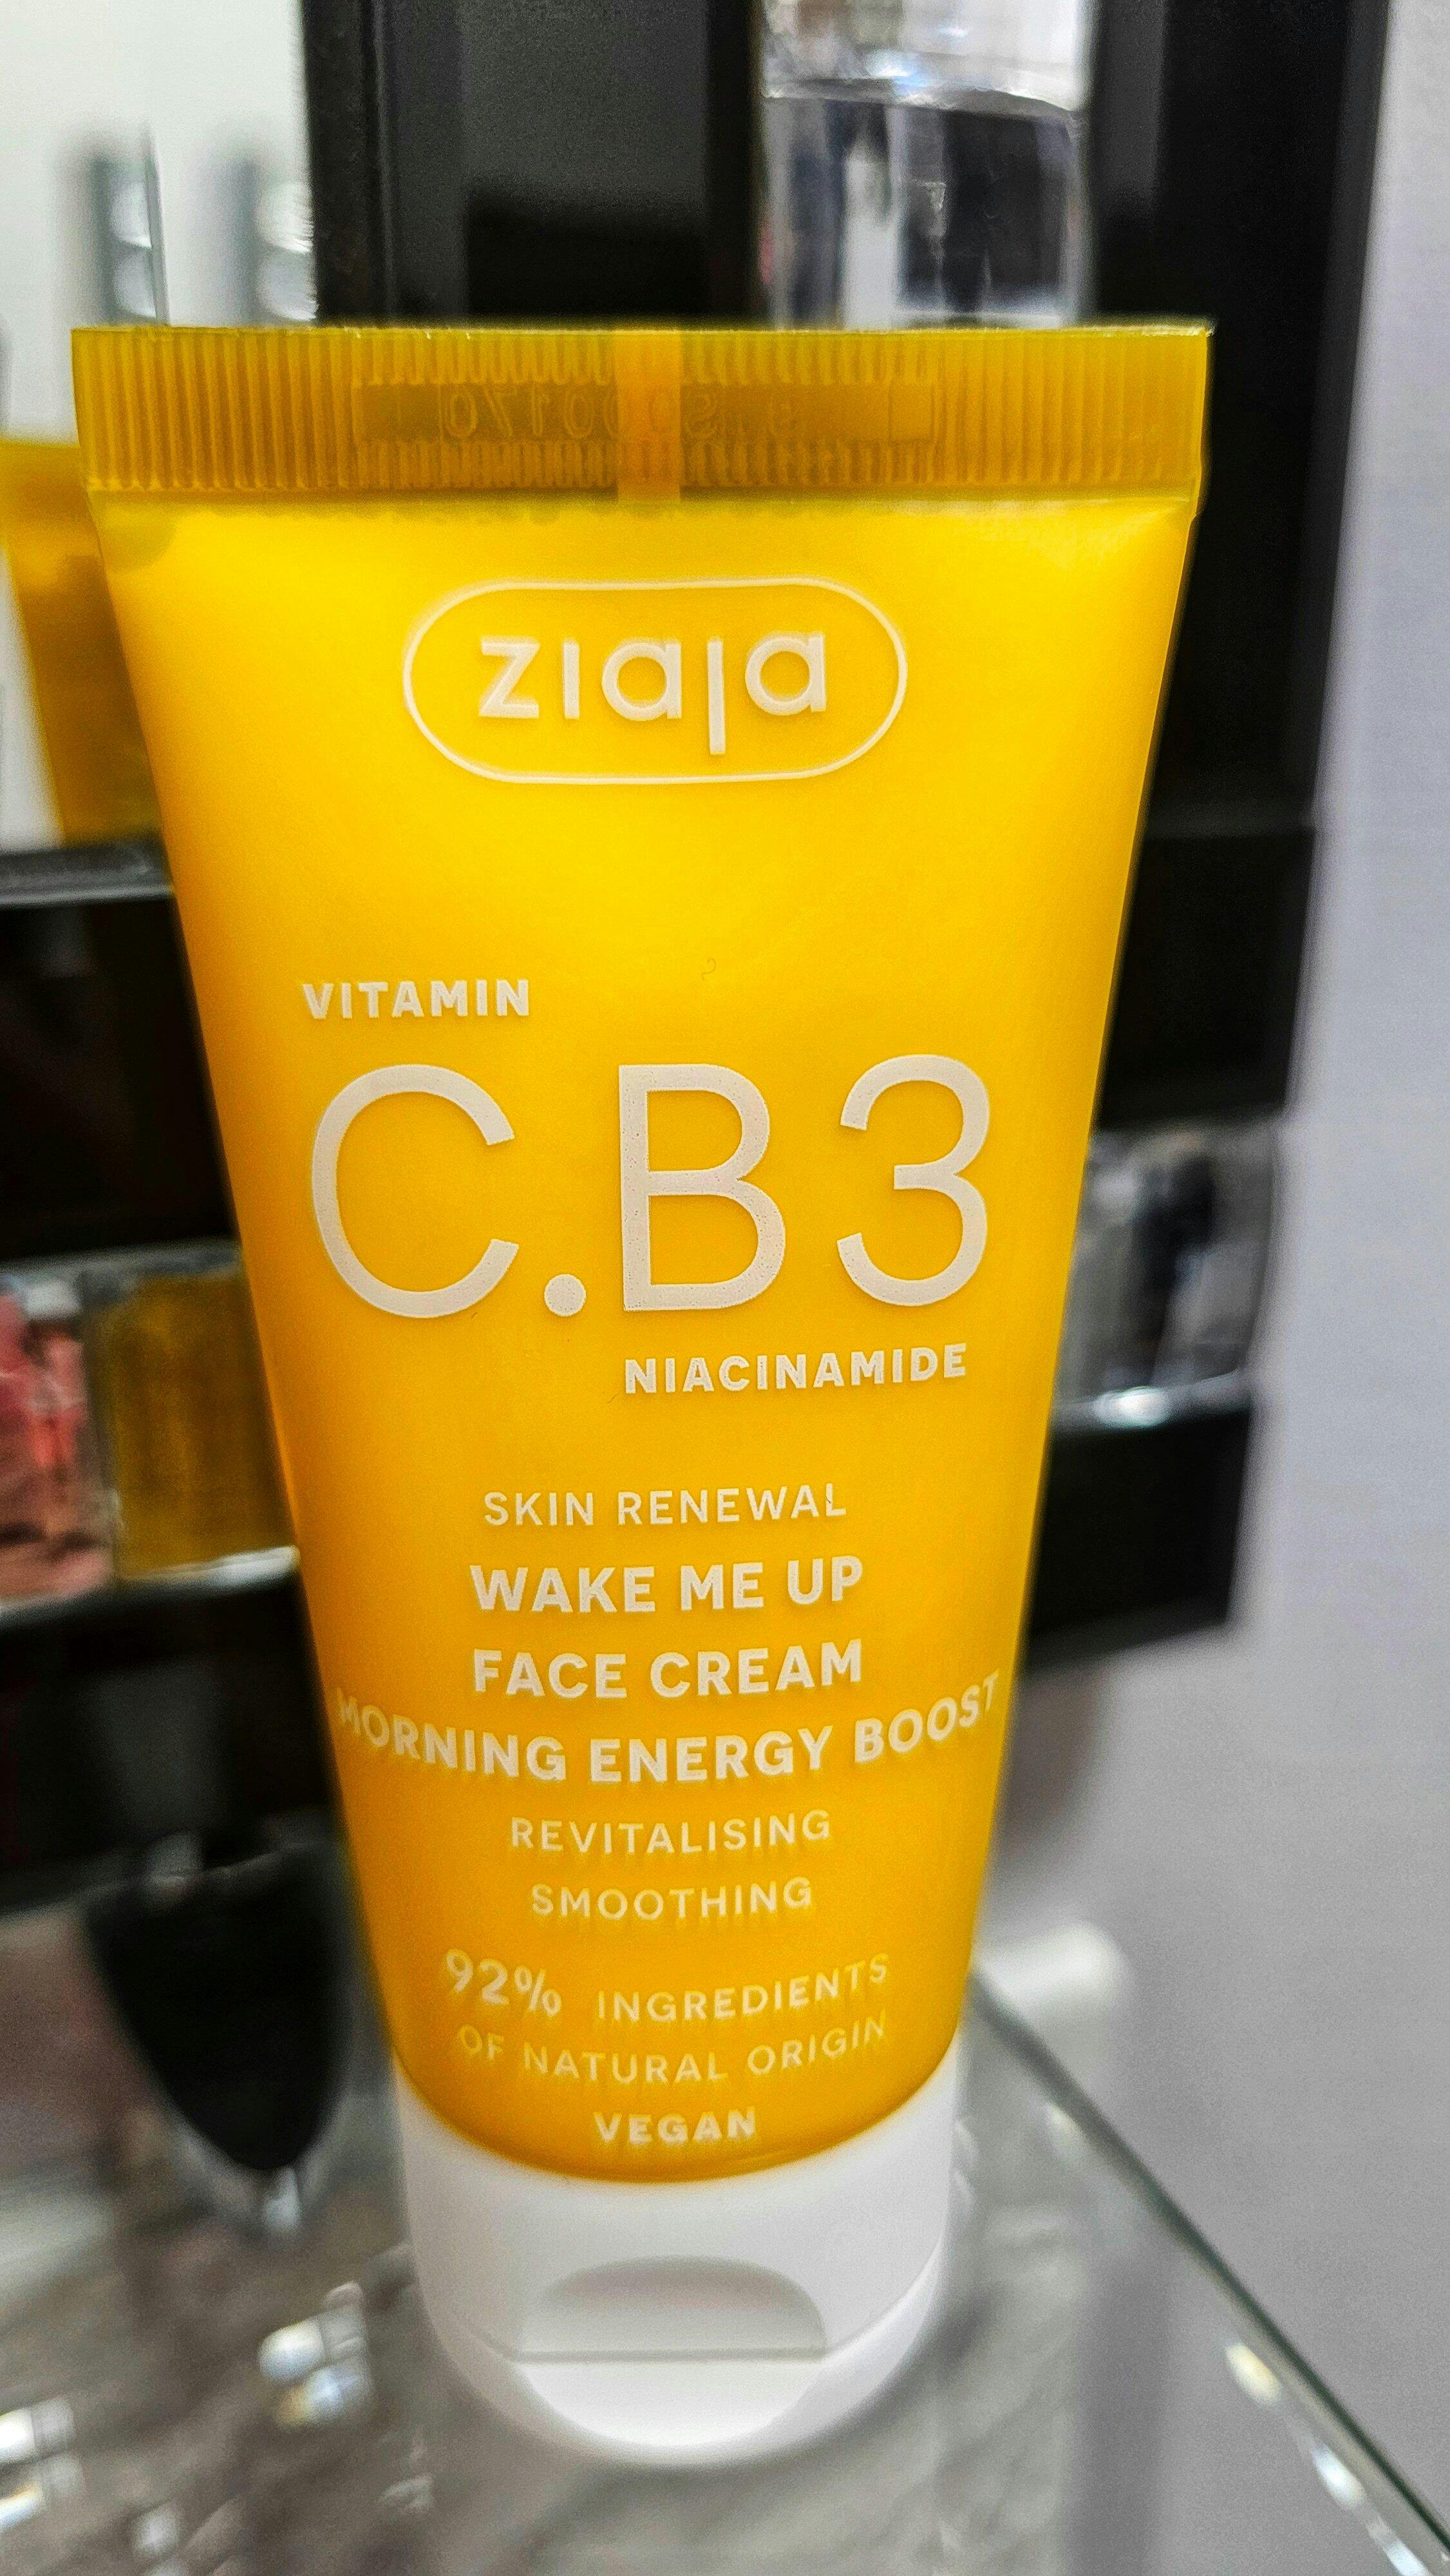 ziaja
VITAMIN
C.B3
NIACINAMIDE
SKIN RENEWAL
WAKE ME UP
FACE CREAM
MORNING ENERGY BOOST
REVITALISING
SMOOTHING
92% INGREDIENTS
OF NATURAL ORIGIN
VEGAN